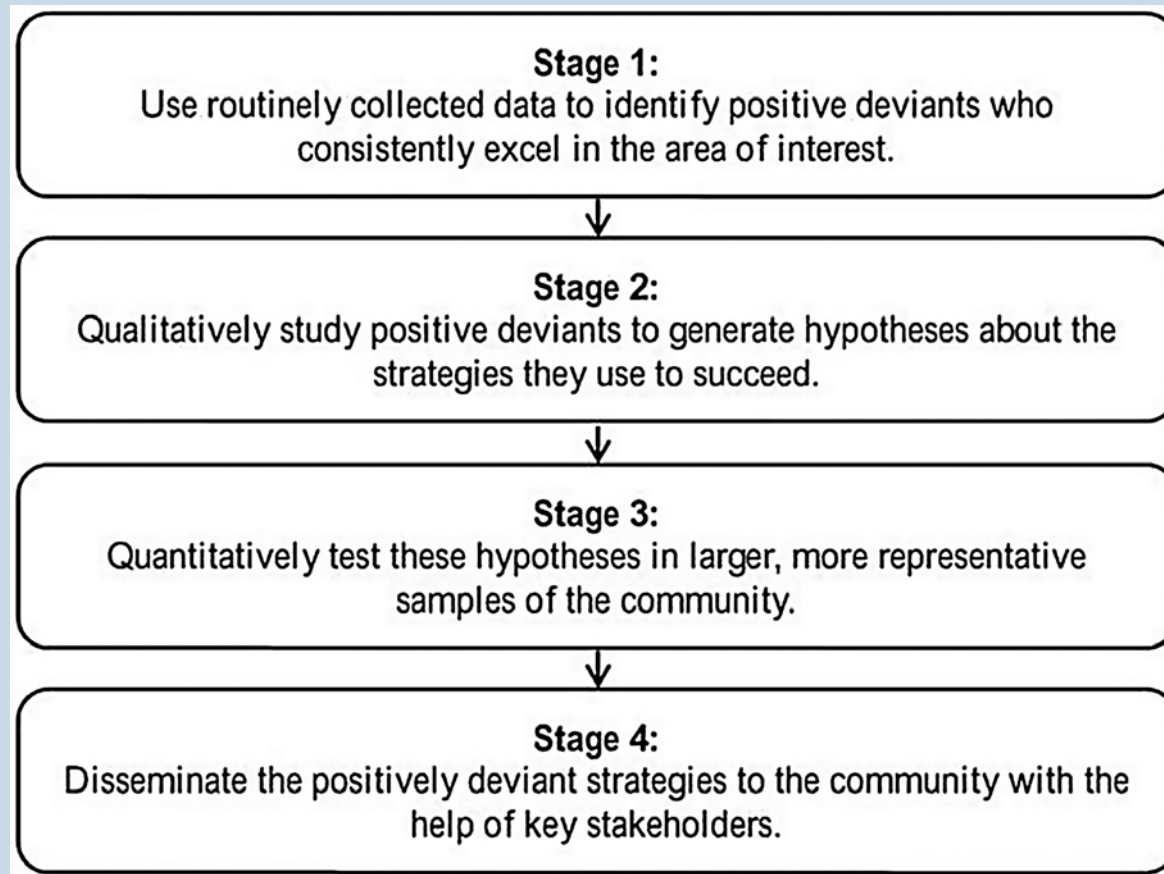 Stage 1:
Use routinely collected data to identify positive deviants who
consistently excel in the area of interest.
Stage 2:
Qualitatively study positive deviants to generate hypotheses about the
strategies they use to succeed.
Stage 3:
Quantitatively test these hypotheses in larger, more representative
samples of the community.
Stage 4:
Disseminate the positively deviant strategies to the community with the
help of key stakeholders.